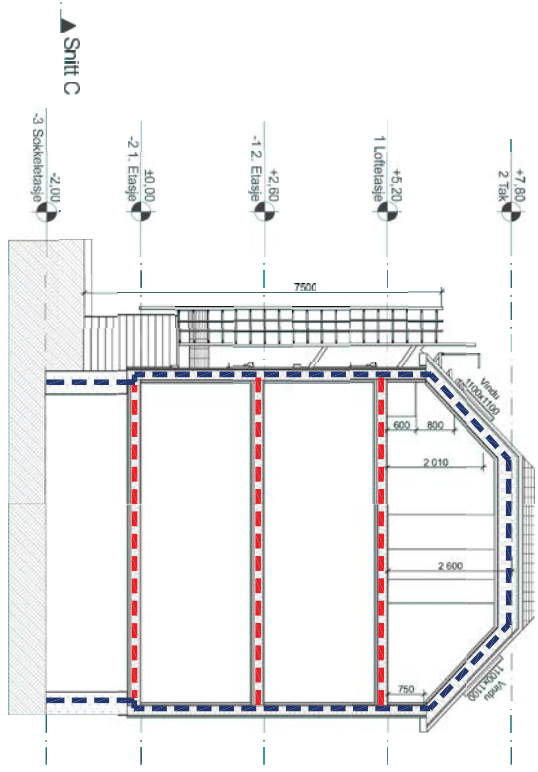 Snitt C
+7,80
2 Tak
+5,20
1 Loftetasje
+2,60
-1 2. Etasje
±0,00
-2 1. Etasje
-2,00
-3 Sokkeletasje
7500
Vindu
1100x1100
600
800
2 010
2 600
750
Vindu
1100x1100